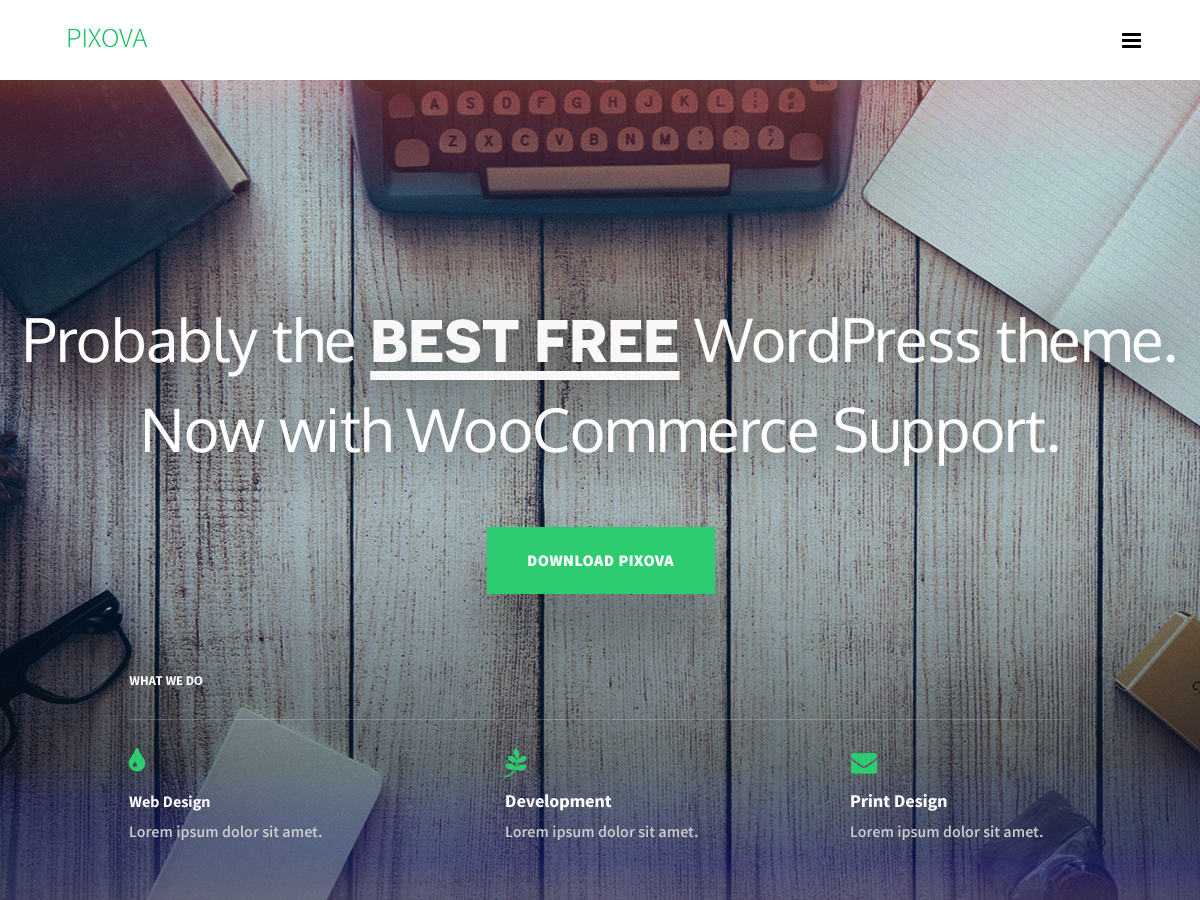 PIXOVA
A S D F G H J K L ; @
Z X C V B N M , . /
Probably the BEST FREE WordPress theme.
Now with WooCommerce Support.
DOWNLOAD PIXOVA
WHAT WE DO
Web Design
Lorem ipsum dolor sit amet.
Development
Lorem ipsum dolor sit amet.
Print Design
Lorem ipsum dolor sit amet.